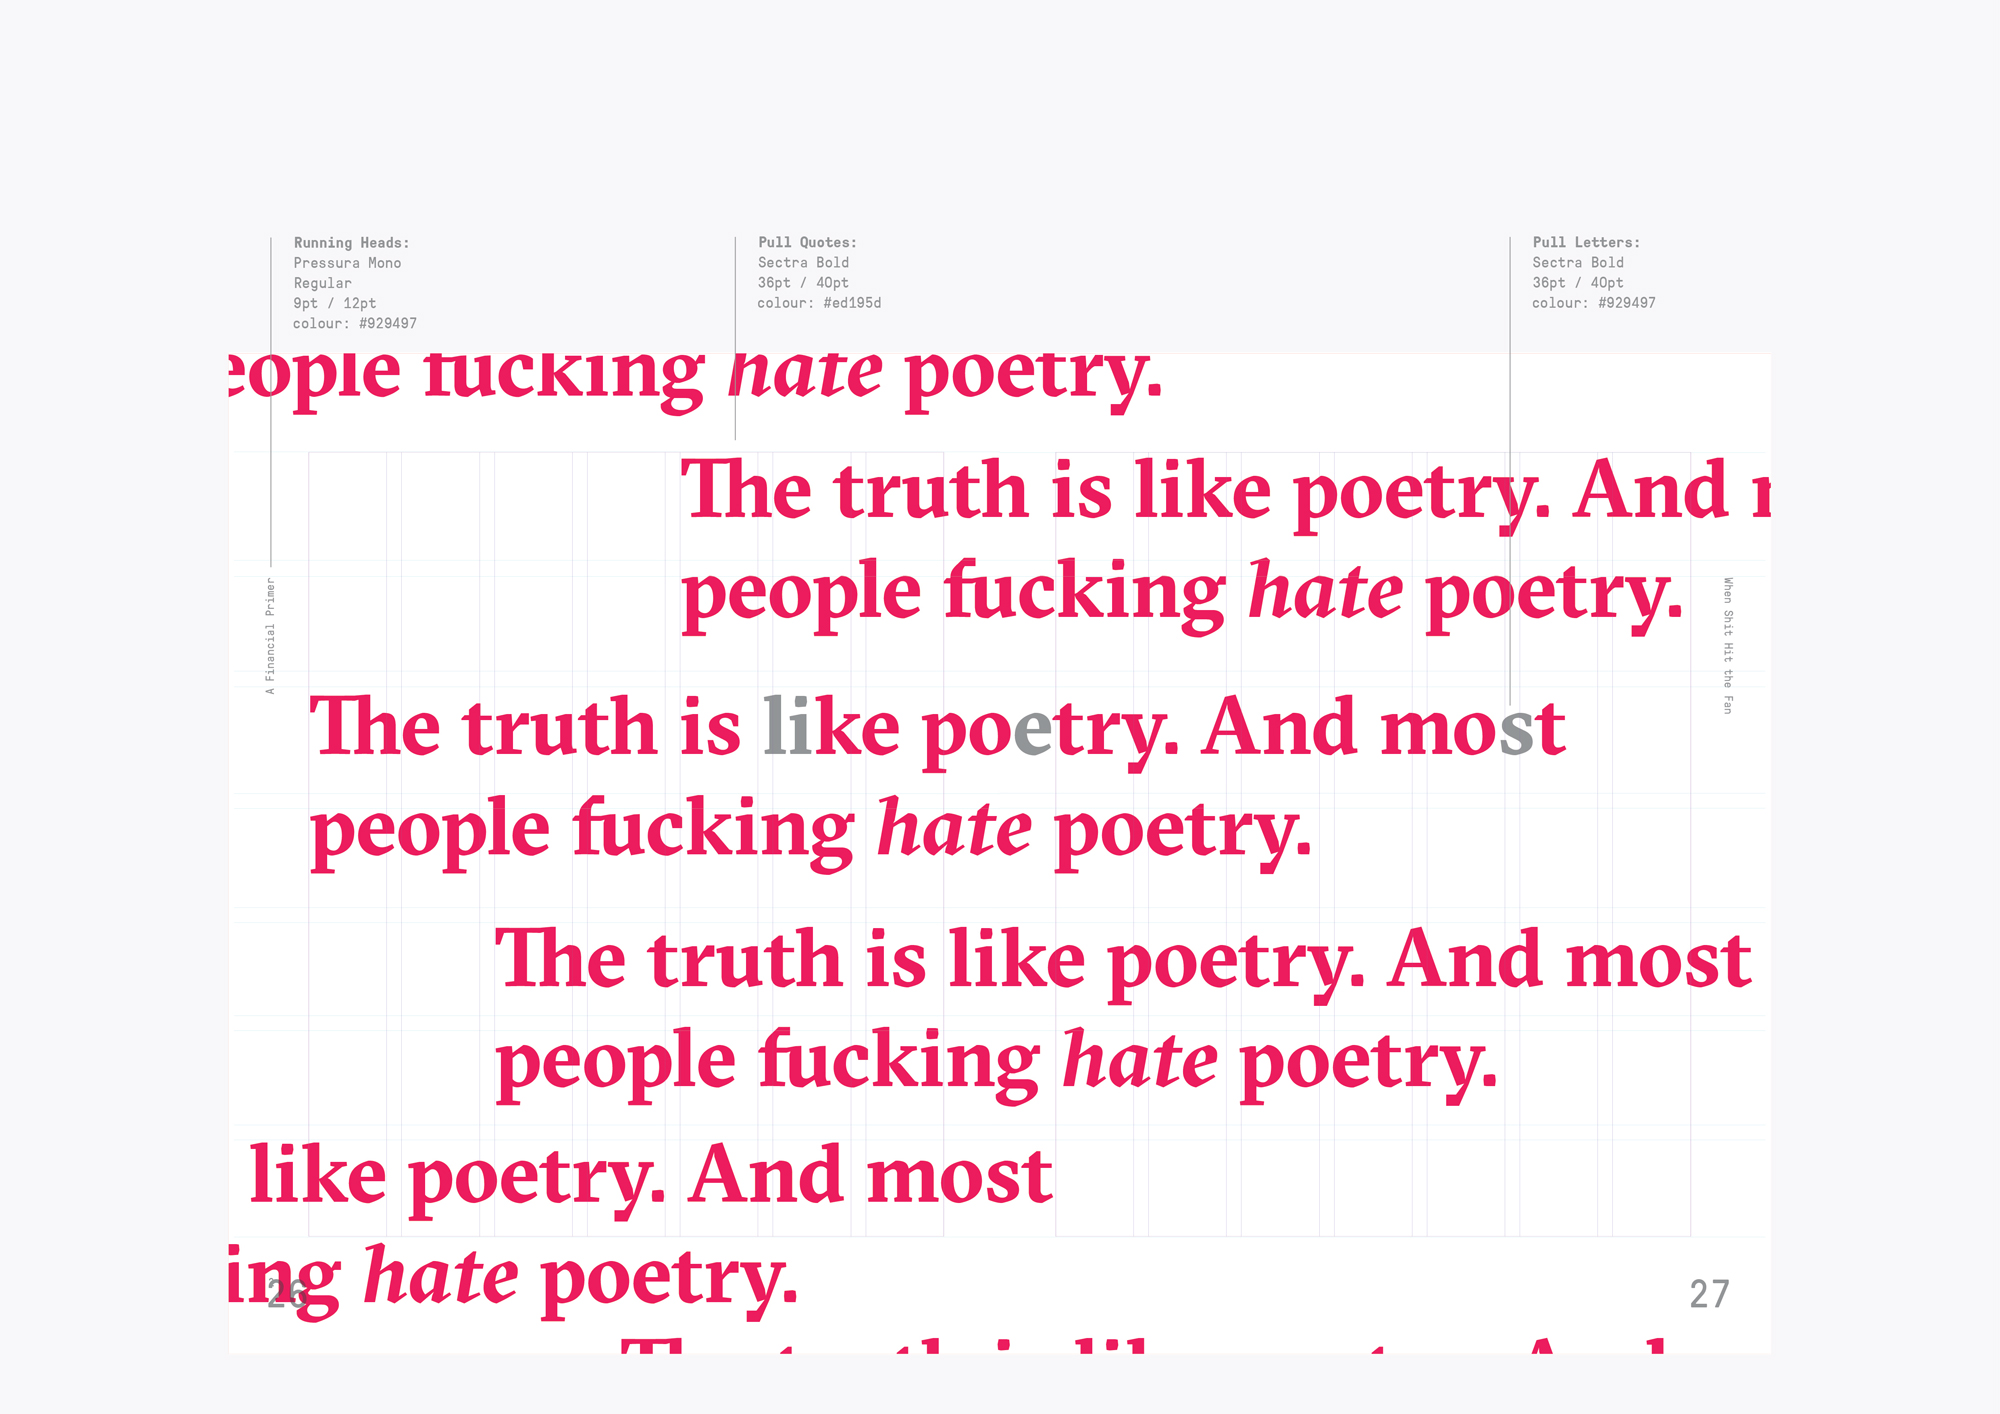 Running Heads:
Pressura Mono
Regular
9pt / 12pt
colour: #929497
Pull Quotes:
Sectra Bold
36pt / 40pt
colour: #ed195d
Pull Letters:
Sectra Bold
36pt / 40pt
colour: #929497
eople fucking hate poetry.
The truth is like poetry. And
people fucking hate poetry.
A Financial Primer
When Shit Hit the Fan
The truth is like poetry. And most
people fucking hate poetry.
The truth is like poetry. And most
people fucking hate poetry.
like poetry. And most
ing hate poetry.
26
27